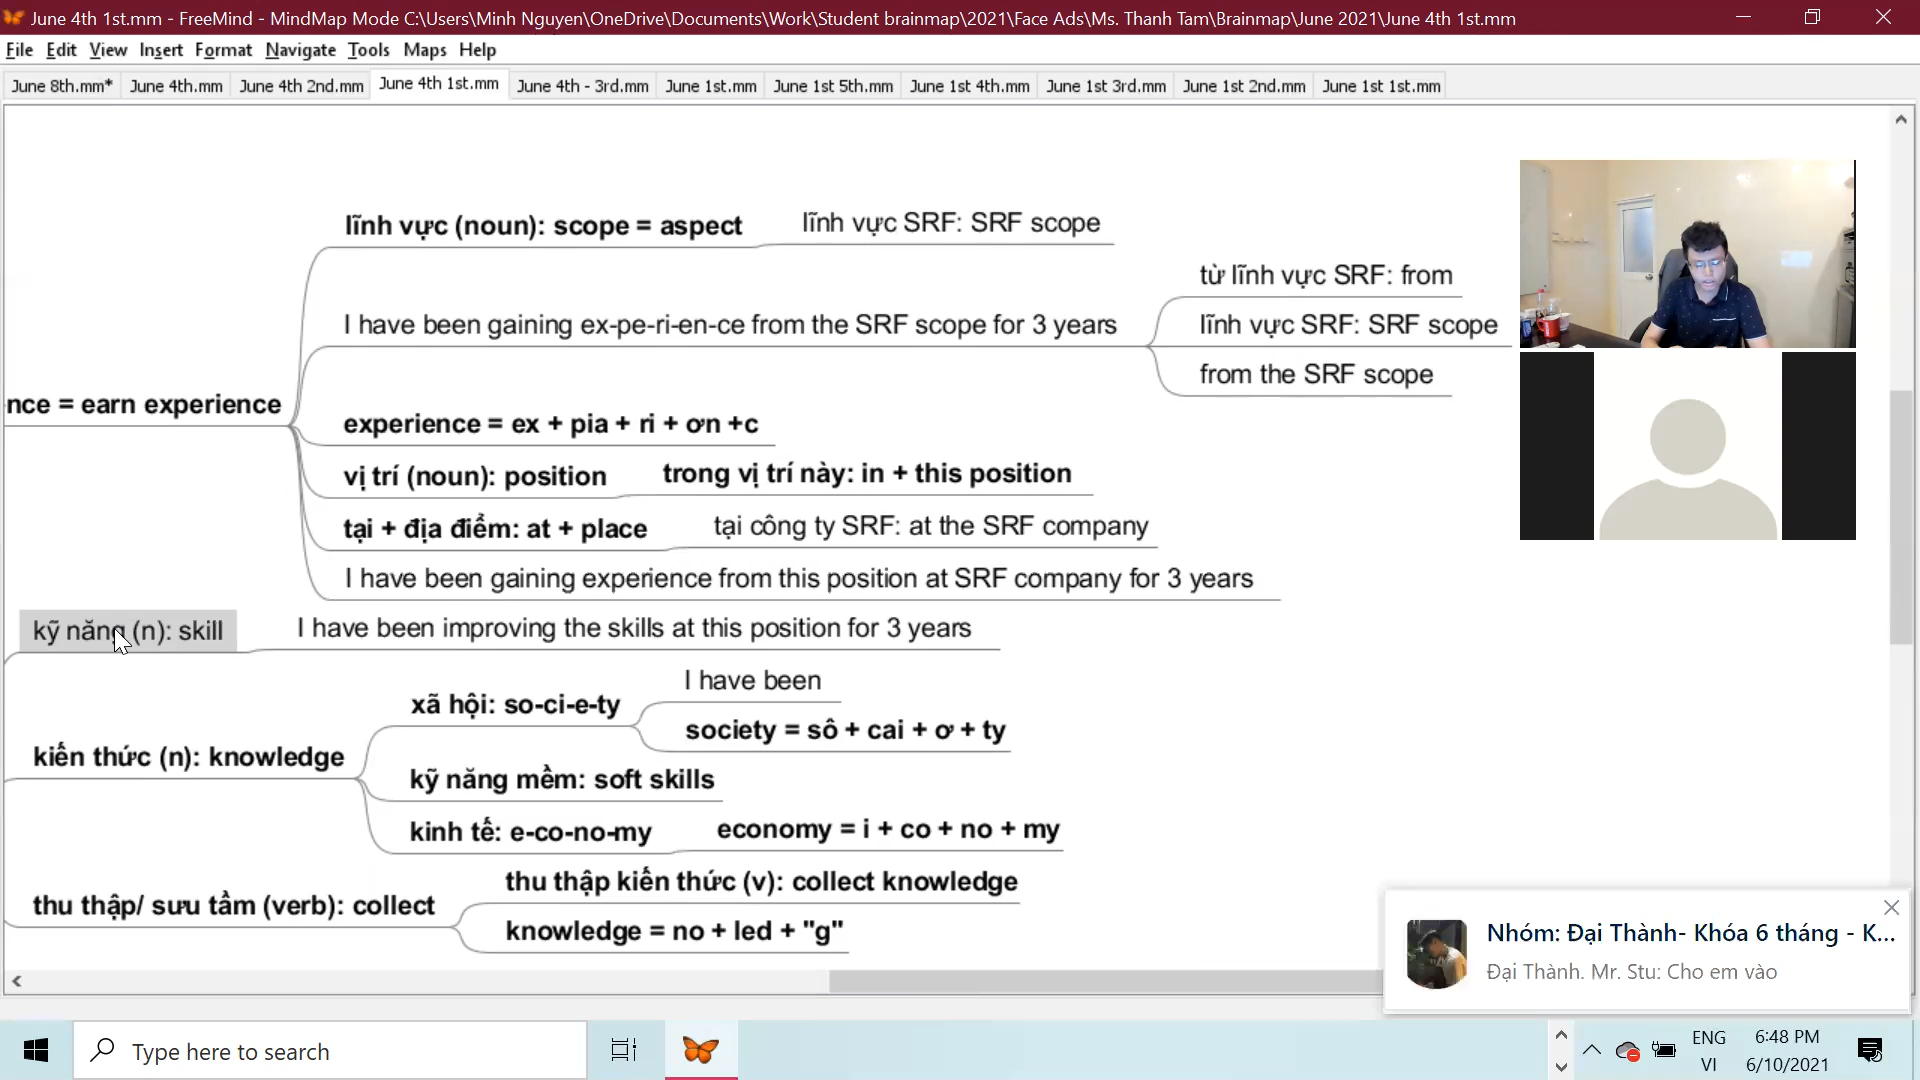 June 4th 1st.mm - FreeMind - MindMap Mode C:\Users\Minh Nguyen\OneDrive\Documents\Work\Student brainmap\2021\Face Ads\Ms. Thanh Tam\Brainmap\June 2021\June 4th 1st.mm
File Edit View Insert Format Navigate Tools Maps Help
June 8th.mm* June 4th.mm June 4th 2nd.mm June 4th 1st.mm June 4th - 3rd.mm June 1st.mm June 1st 5th.mm June 1st 4th.mm June 1st 3rd.mm June 1st 2nd.mm June 1st 1st.mm
lĩnh vực (noun): scope = aspect
lĩnh vực SRF: SRF scope
I have been gaining ex-pe-ri-en-ce from the SRF scope for 3 years
từ lĩnh vực SRF: from
lĩnh vực SRF: SRF scope
from the SRF scope
nce = earn experience
experience = ex + pia + ri + ơn +c
vị trí (noun): position
trong vị trí này: in + this position
tại + địa điểm: at + place
tại công ty SRF: at the SRF company
I have been gaining experience from this position at SRF company for 3 years
kỹ năng (n): skill
I have been improving the skills at this position for 3 years
kiến thức (n): knowledge
xã hội: so-ci-e-ty
I have been
society = sô + cai + ơ + ty
kỹ năng mềm: soft skills
kinh tế: e-co-no-my
economy = i + co + no + my
thu thập/ sưu tầm (verb): collect
thu thập kiến thức (v): collect knowledge
knowledge = no + led + "g"
Nhóm: Đại Thành- Khóa 6 tháng - K...
Đại Thành. Mr. Stu: Cho em vào
Type here to search
ENG
VI
6:48 PM
6/10/2021